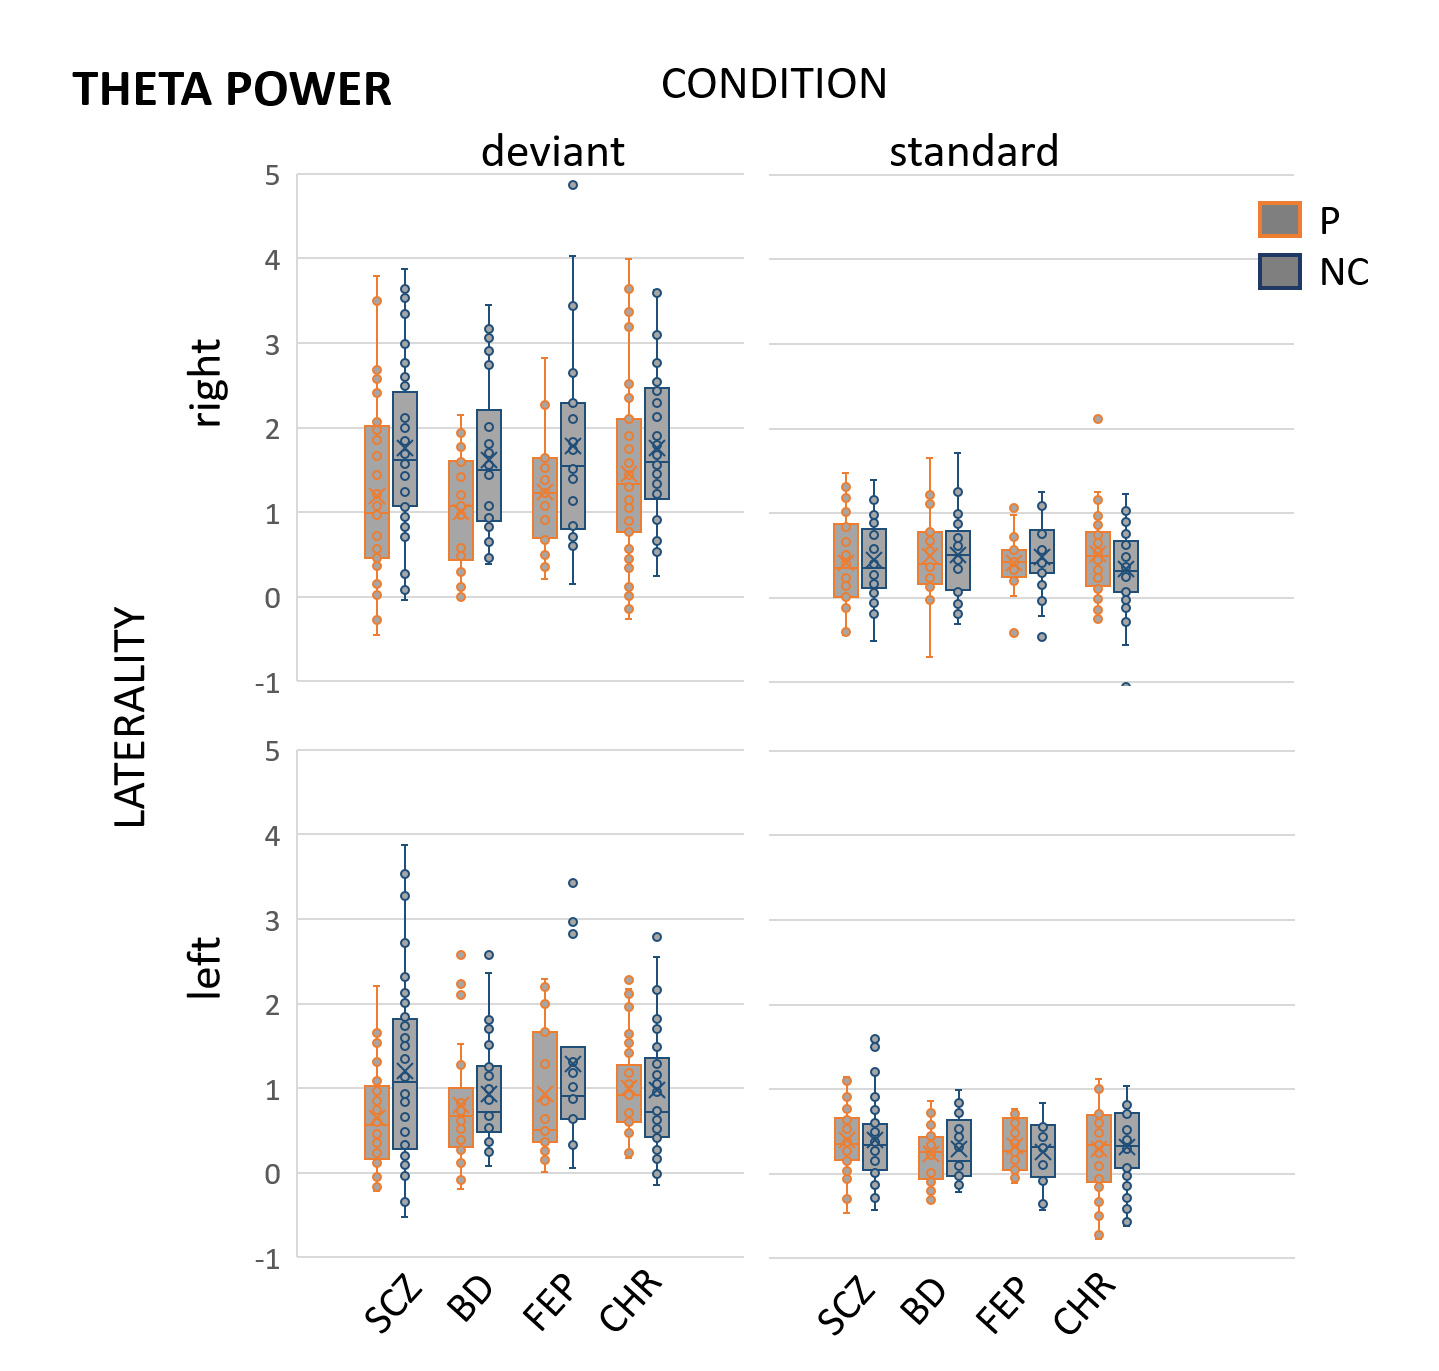 THETA POWER
CONDITION
deviant
standard
P
NC
LATERALITY
right
5
4
3
2
1
0
-1
left
5
4
3
2
1
0
-1
SCZ
BD
FEP
CHR
SCZ
BD
FEP
CHR